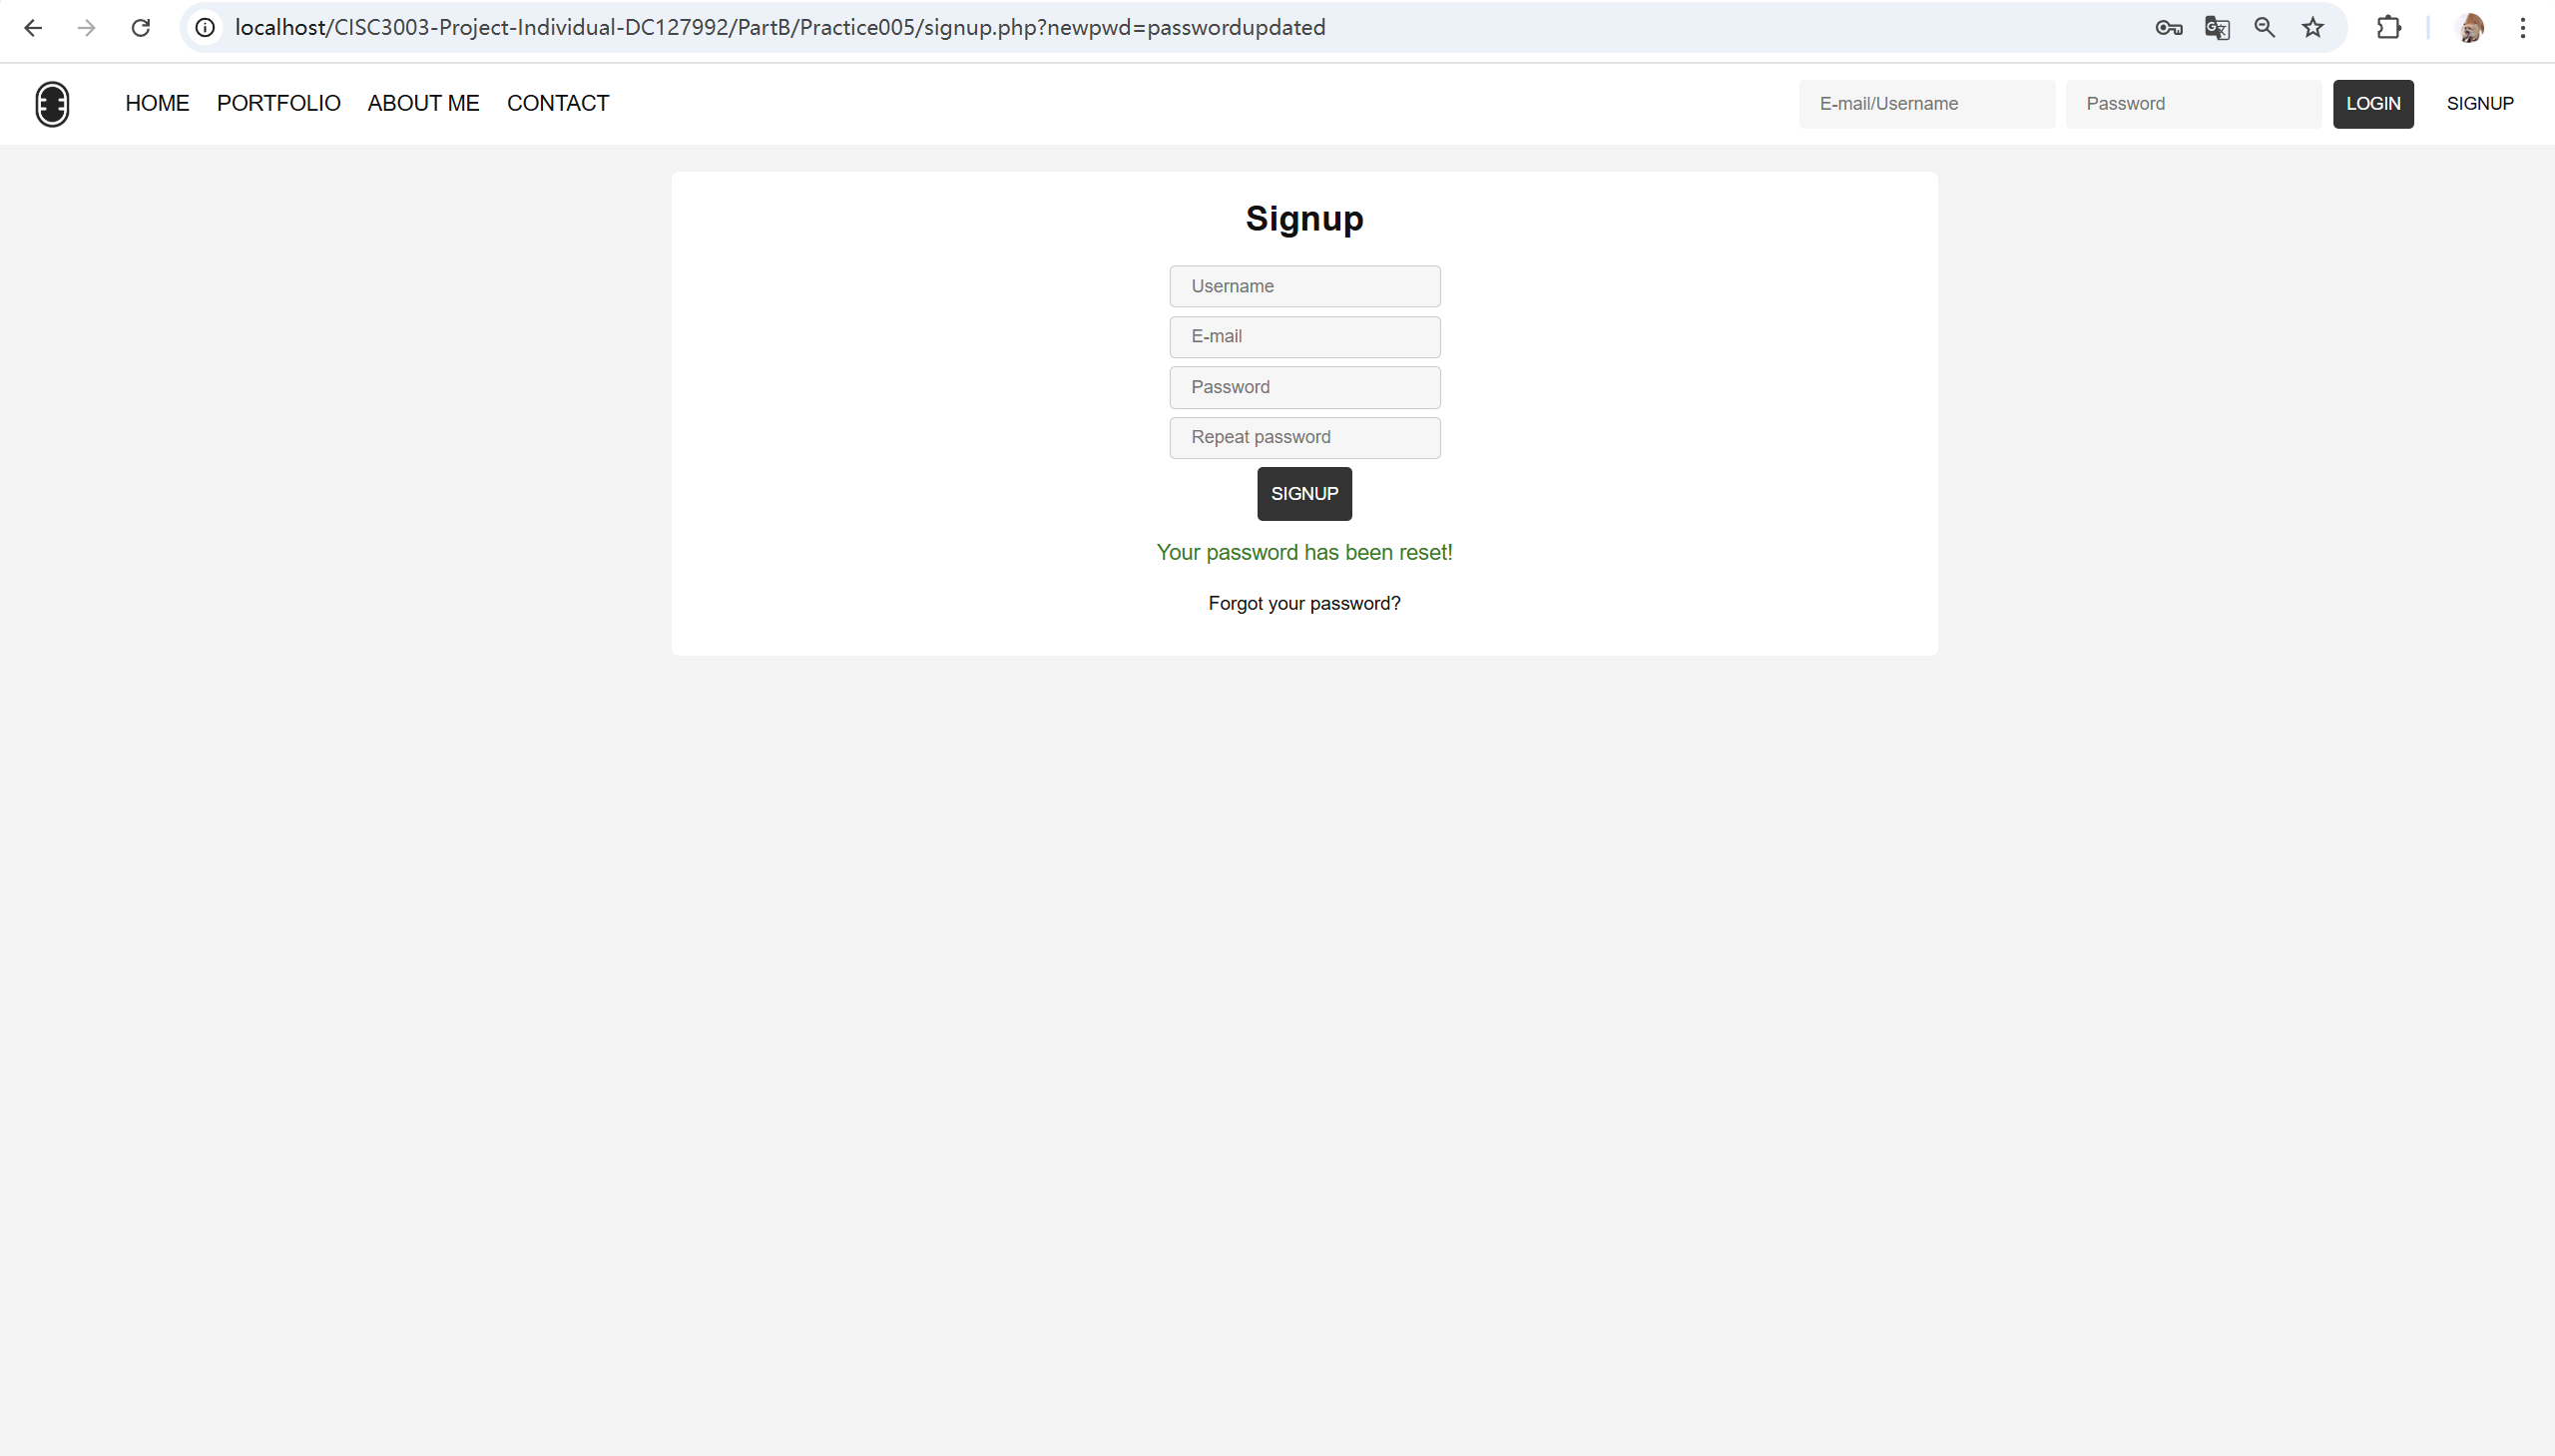 localhost/CISC3003-Project-Individual-DC127992/PartB/Practice005/signup.php?newpwd=passwordupdated
HOME PORTFOLIO ABOUT ME CONTACT E-mail/Username Password LOGIN SIGNUP
Signup
Username
E-mail
Password
Repeat password
SIGNUP
Your password has been reset!
Forgot your password?